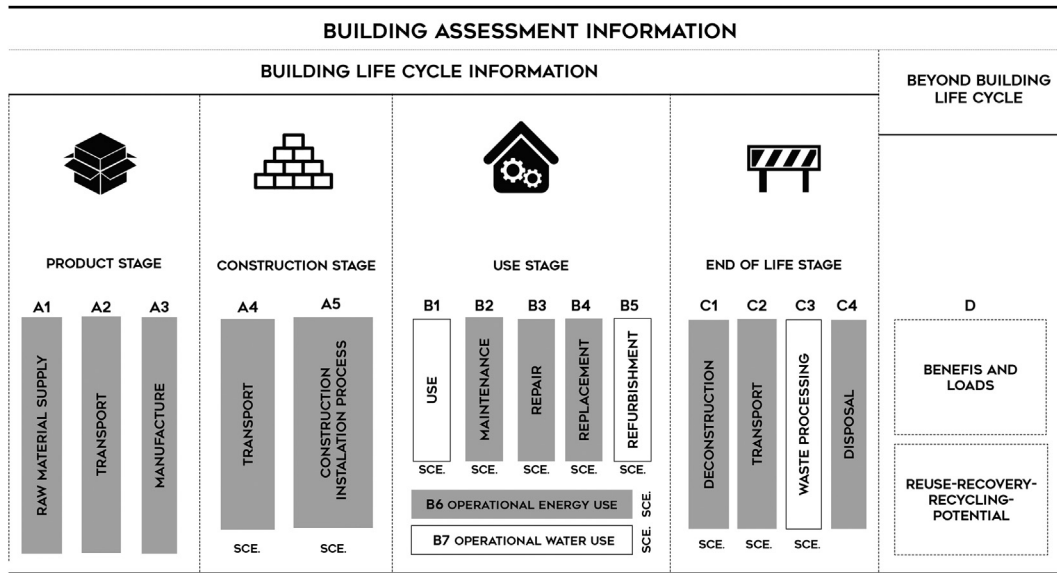 BUILDING ASSESSMENT INFORMATION
BUILDING LIFE CYCLE INFORMATION
BEYOND BUILDING
LIFE CYCLE
PRODUCT STAGE
CONSTRUCTION STAGE
USE STAGE
END OF LIFE STAGE
A1
A2
A3
A4
A5
B1
B2
B3
B4
B5
C1
C2
C3
C4
D
RAW MATERIAL SUPPLY
TRANSPORT
MANUFACTURE
TRANSPORT
CONSTRUCTION
INSTALATION PROCESS
USE
MAINTENANCE
REPAIR
REPLACEMENT
REFURBISHMENT
DECONSTRUCTION
TRANSPORT
WASTE PROCESSING
DISPOSAL
BENEFIS AND
LOADS
REUSE-RECOVERY-
RECYCLING-
POTENTIAL
SCE.
SCE.
SCE.
SCE.
SCE.
B6 OPERATIONAL ENERGY USE
SCE.
B7 OPERATIONAL WATER USE
SCE.
SCE.
SCE.
SCE.
SCE.
SCE.